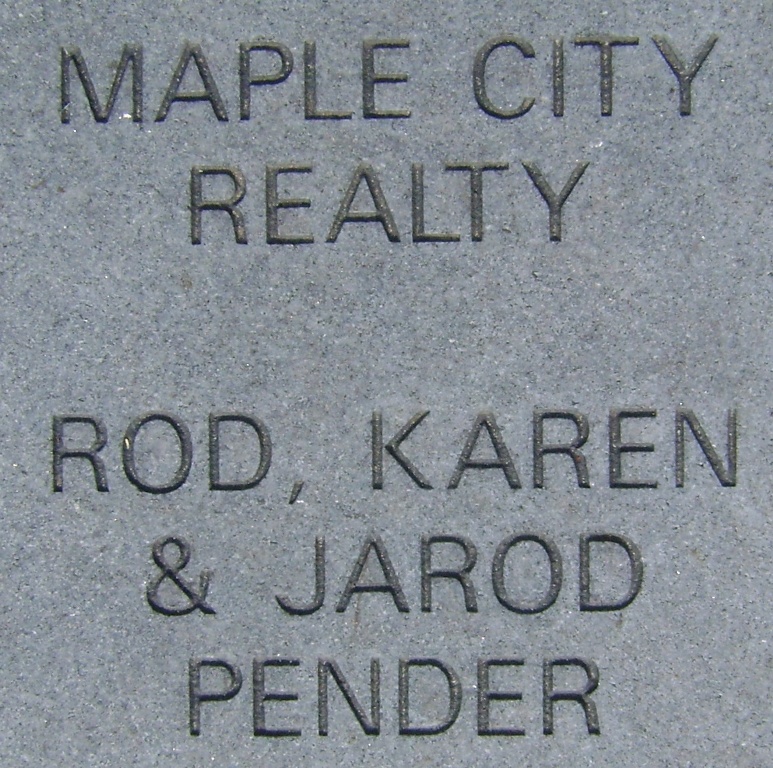 MAPLE CITY
REALTY
ROD, KAREN
& JAROD
PENDER